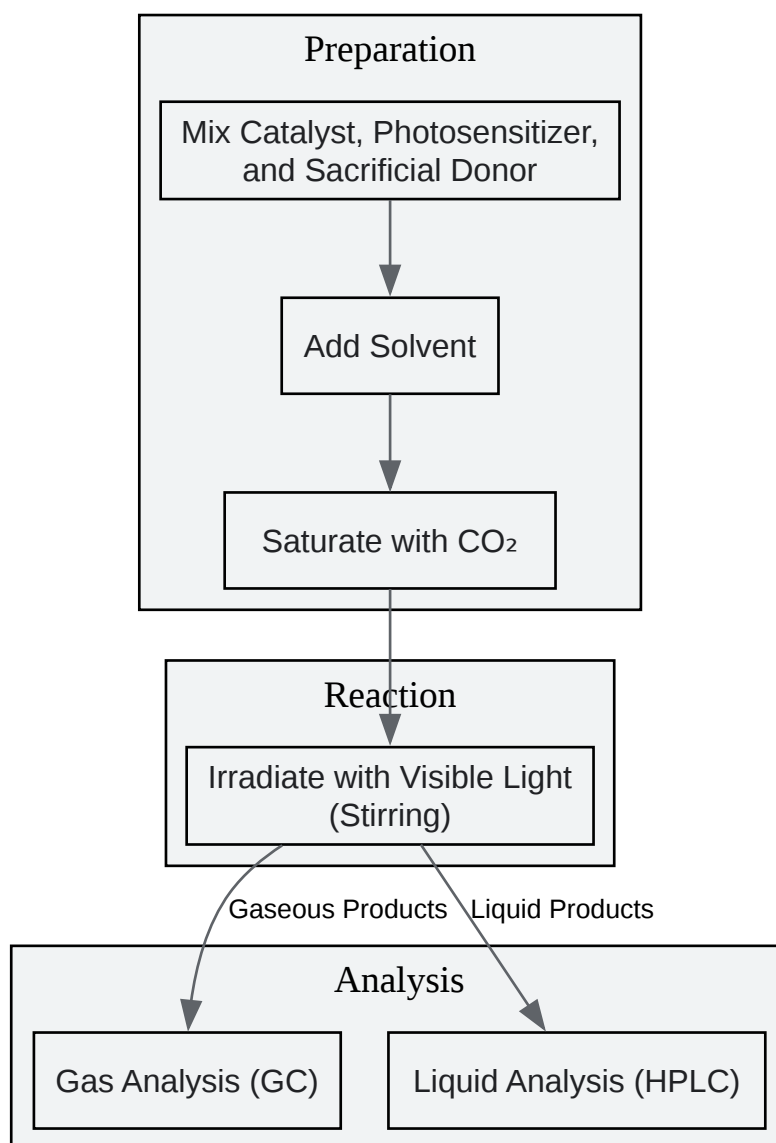 Preparation
Mix Catalyst, Photosensitizer,
and Sacrificial Donor
Add Solvent
Saturate with CO₂
Reaction
Irradiate with Visible Light
(Stirring)
Gaseous Products
Liquid Products
Analysis
Gas Analysis (GC)
Liquid Analysis (HPLC)